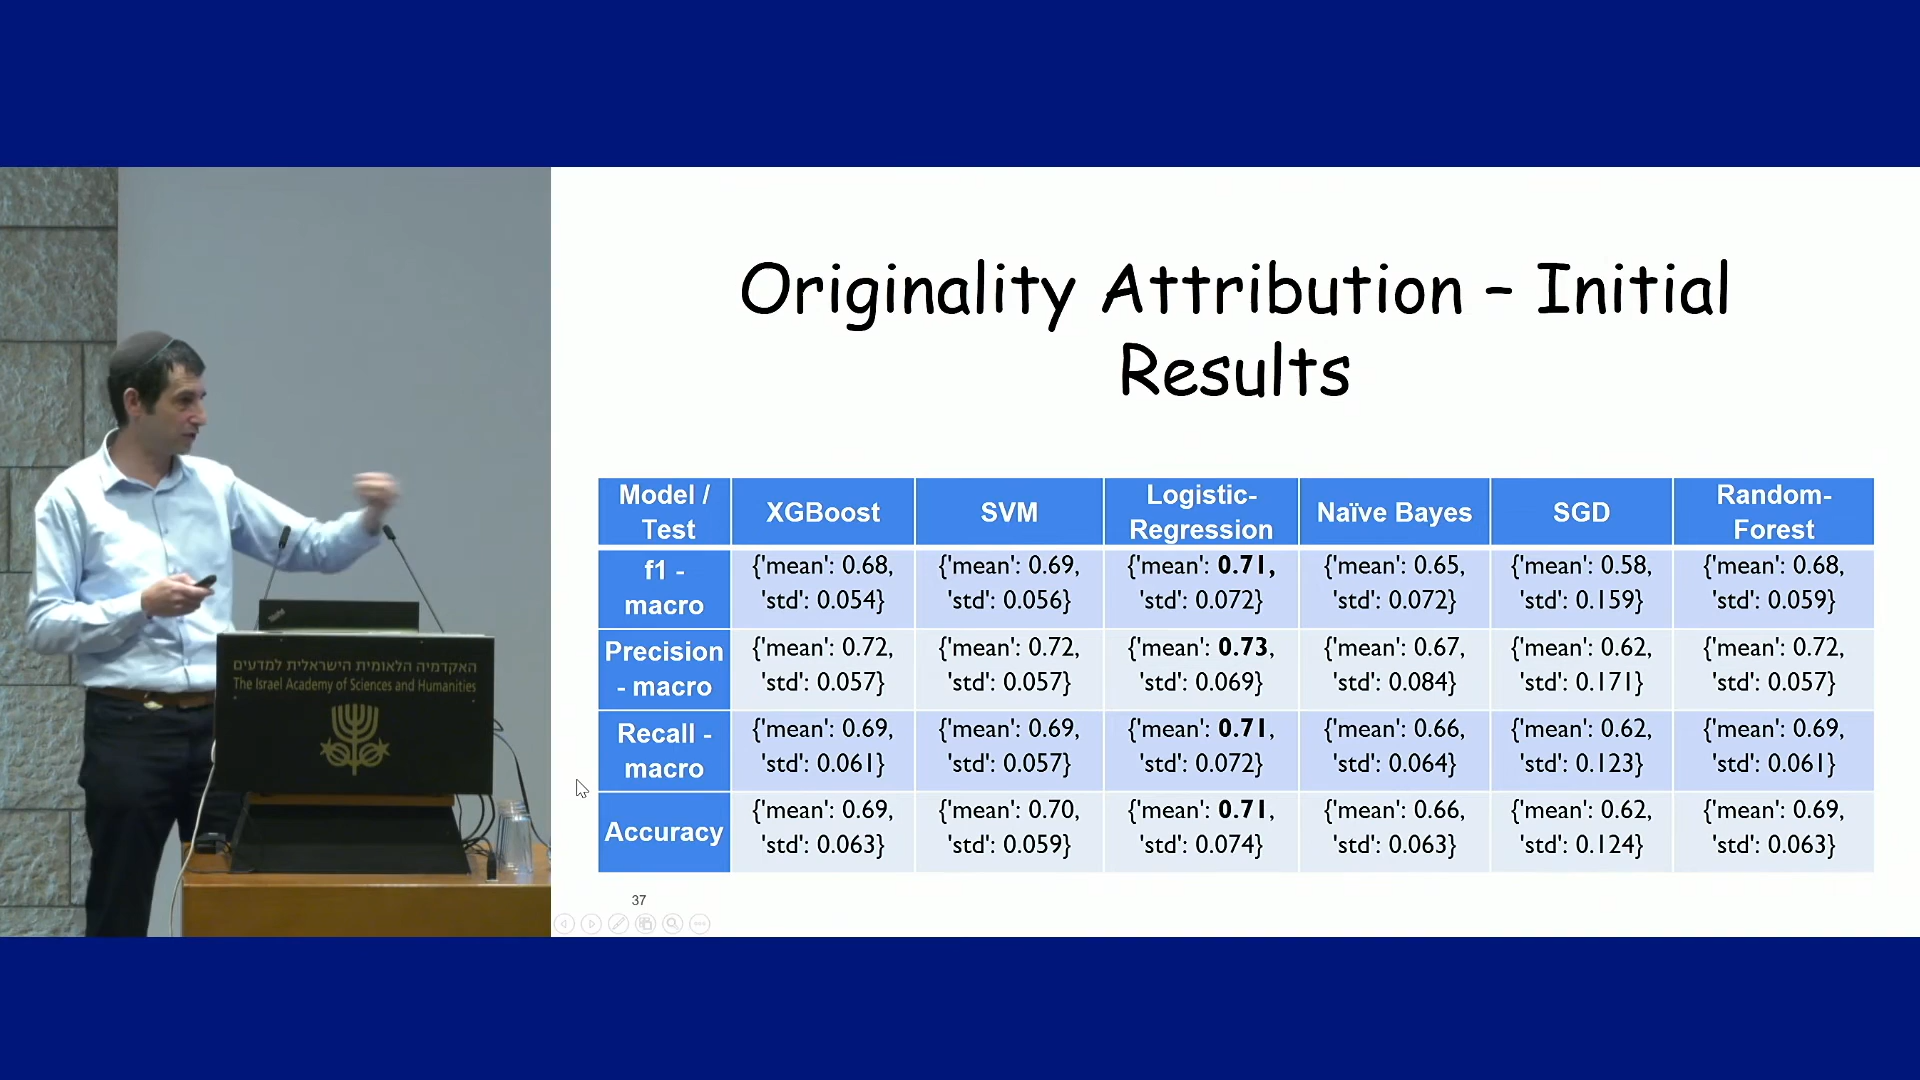 Originality Attribution – Initial
Results
Model / Test XGBoost SVM Logistic-Regression Naïve Bayes SGD Random-Forest
f1 - macro {'mean': 0.68, 'std': 0.054} {'mean': 0.69, 'std': 0.056} {'mean': 0.71, 'std': 0.072} {'mean': 0.65, 'std': 0.072} {'mean': 0.58, 'std': 0.159} {'mean': 0.68, 'std': 0.059}
Precision - macro {'mean': 0.72, 'std': 0.057} {'mean': 0.72, 'std': 0.057} {'mean': 0.73, 'std': 0.069} {'mean': 0.67, 'std': 0.084} {'mean': 0.62, 'std': 0.171} {'mean': 0.72, 'std': 0.057}
Recall - macro {'mean': 0.69, 'std': 0.061} {'mean': 0.69, 'std': 0.057} {'mean': 0.71, 'std': 0.072} {'mean': 0.66, 'std': 0.064} {'mean': 0.62, 'std': 0.123} {'mean': 0.69, 'std': 0.061}
Accuracy {'mean': 0.69, 'std': 0.063} {'mean': 0.70, 'std': 0.059} {'mean': 0.71, 'std': 0.074} {'mean': 0.66, 'std': 0.063} {'mean': 0.62, 'std': 0.124} {'mean': 0.69, 'std': 0.063}
37
האקדמיה הלאומית הישראלית למדעים
The Israel Academy of Sciences and Humanities